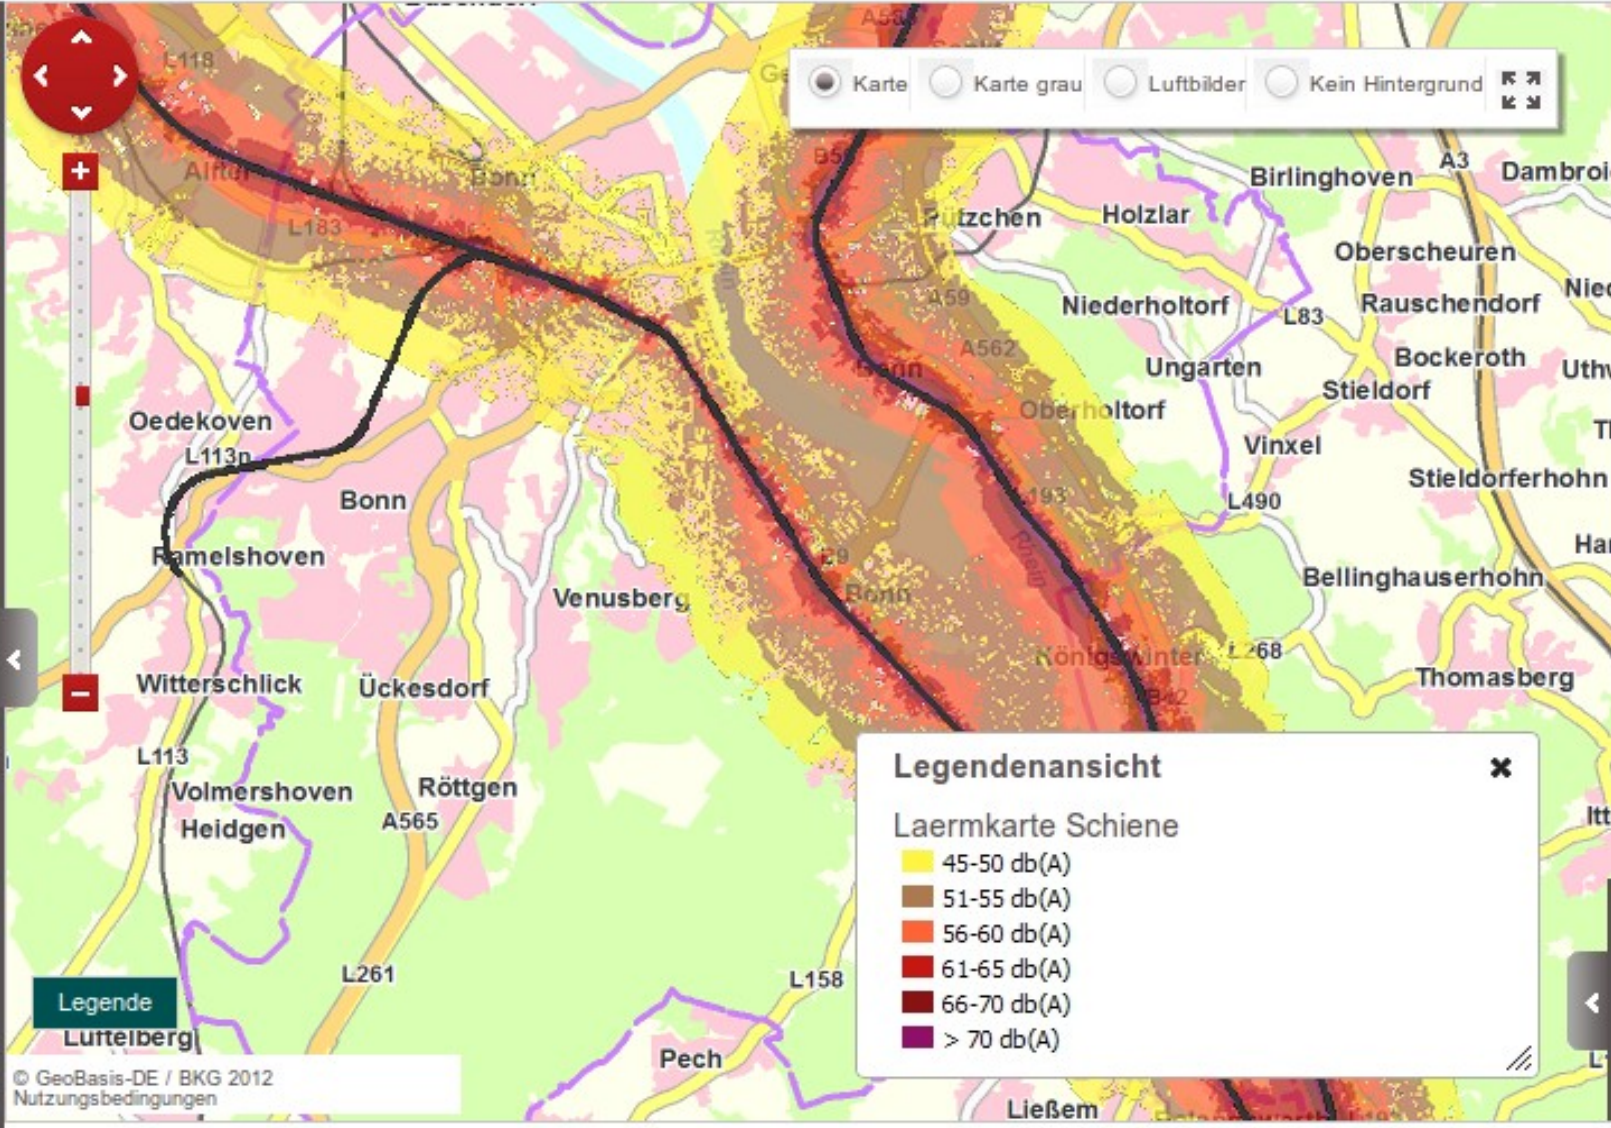 L118
A3
Karte
Karte grau
Luftbilder
Kein Hintergrund
Birlinghoven
Dambroi
Alfter
Bonn
L183
Pützchen
Holzlar
Oberscheuren
A59
Niederholtorf
L83
Rauschendorf
A562
Ungarten
Bockeroth
Stieldorf
Bonn
Oedekoven
Oberholtorf
Vinxel
L113n
Stieldorferhohn
Bonn
L193
L490
Ramelshoven
Rhein
Bellinghauserhohn
Venusberg
Bonn
Königswinter
L268
Witterschlick
Ückesdorf
Thomasberg
L113
Volmershoven
Heidgen
Röttgen
A565
L261
L158
Legendenansicht
Laermkarte Schiene
45-50 db(A)
51-55 db(A)
56-60 db(A)
61-65 db(A)
66-70 db(A)
> 70 db(A)
Legende
Lüftelberg
Pech
Ließem
© GeoBasis-DE / BKG 2012
Nutzungsbedingungen